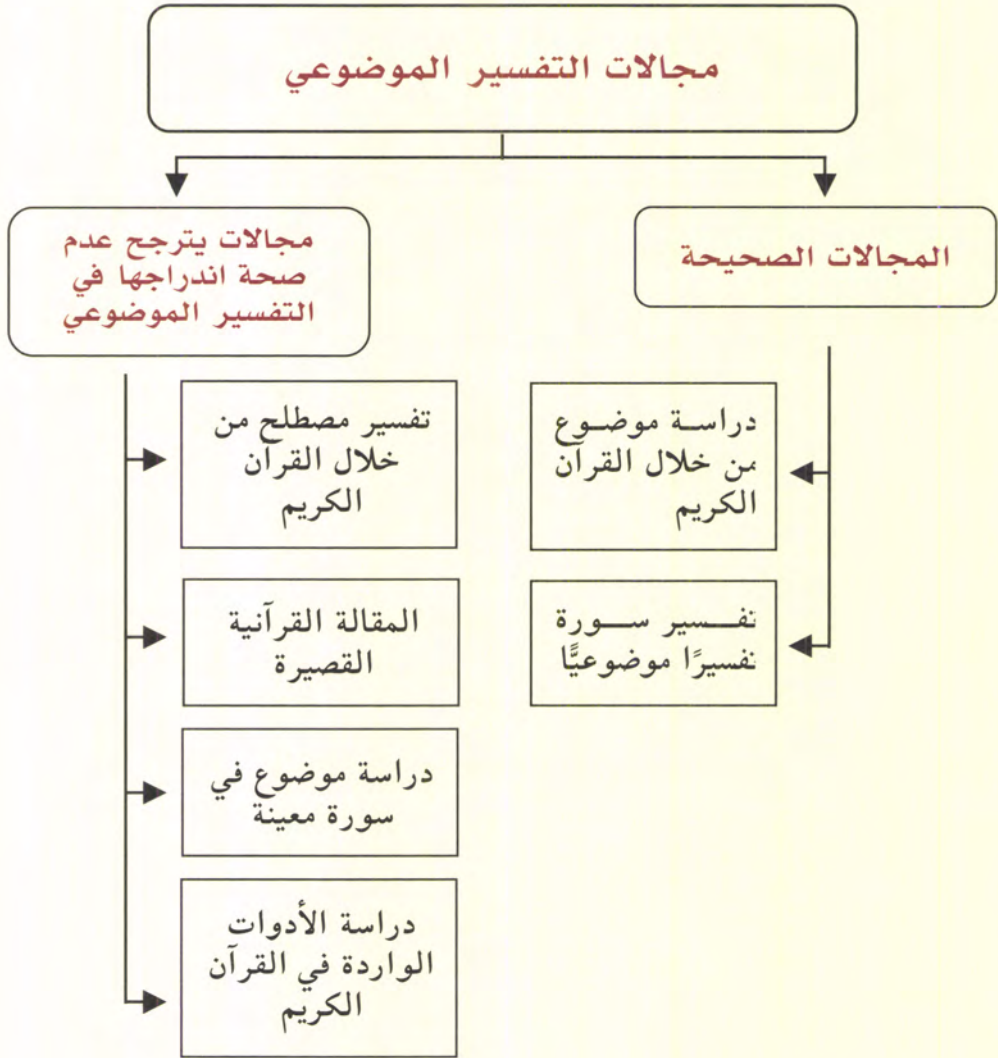 مجالات التفسير الموضوعي
المجالات الصحيحة
دراسة موضوع
من خلال القرآن
الكريم
تفسير سورة
تفسيرًا موضوعيًّا
مجالات يترجح عدم
صحة اندراجها في
التفسير الموضوعي
تفسير مصطلح من
خلال القرآن
الكريم
المقالة القرآنية
القصيرة
دراسة موضوع في
سورة معينة
دراسة الأدوات
الواردة في القرآن
الكريم